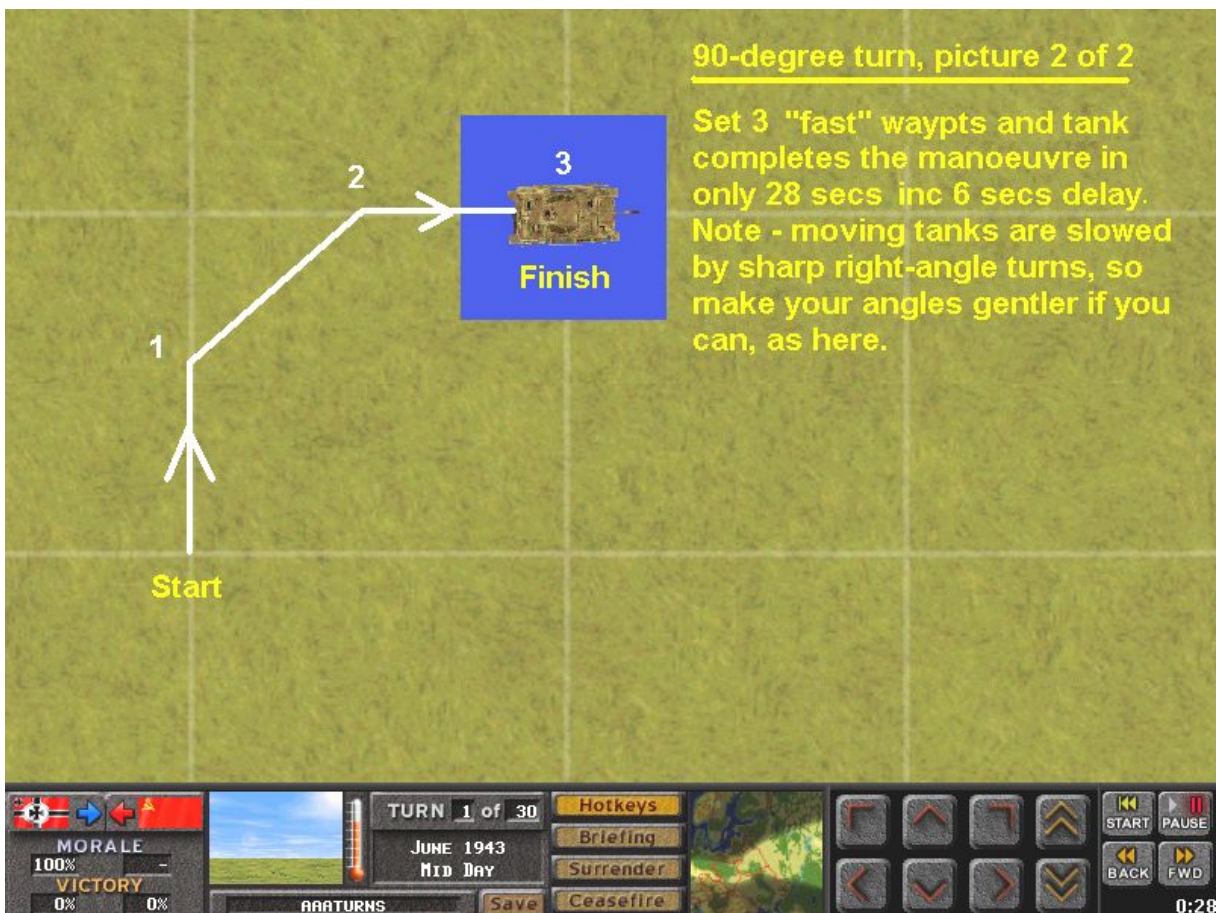 90-degree turn, picture 2 of 2
Set 3 "fast" waypts and tank
completes the manoeuvre in
only 28 secs inc 6 secs delay.
Note - moving tanks are slowed
by sharp right-angle turns, so
make your angles gentler if you
can, as here.
3
2
Finish
1
Start
MORALE
100% -
VICTORY
0% 0%
TURN 1 of 30
JUNE 1943
MID DAY
AAATURNS
Save
Hotkeys
Briefing
Surrender
Ceasefire
START PAUSE
BACK FWD
0:28